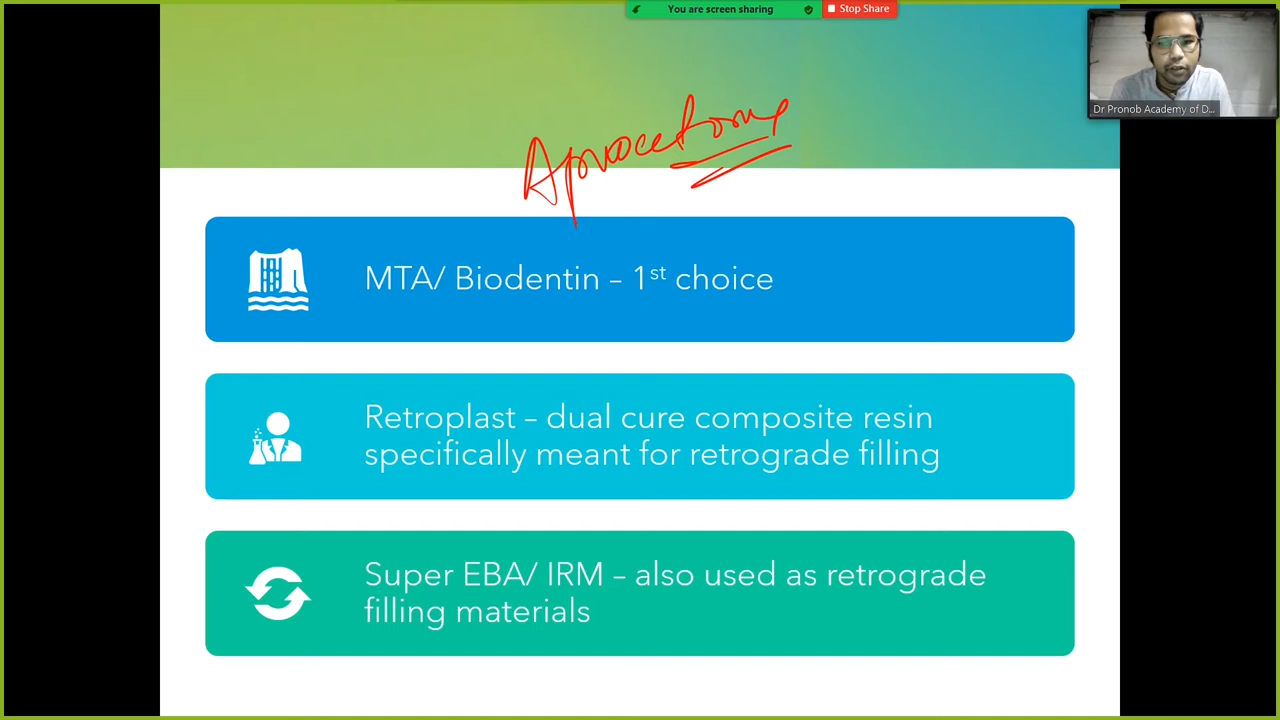 You are screen sharing
Stop Share
Dr Pronob Academy of D...
MTA/ Biodentin – 1st choice
Retroplast – dual cure composite resin
specifically meant for retrograde filling
Super EBA/ IRM – also used as retrograde
filling materials